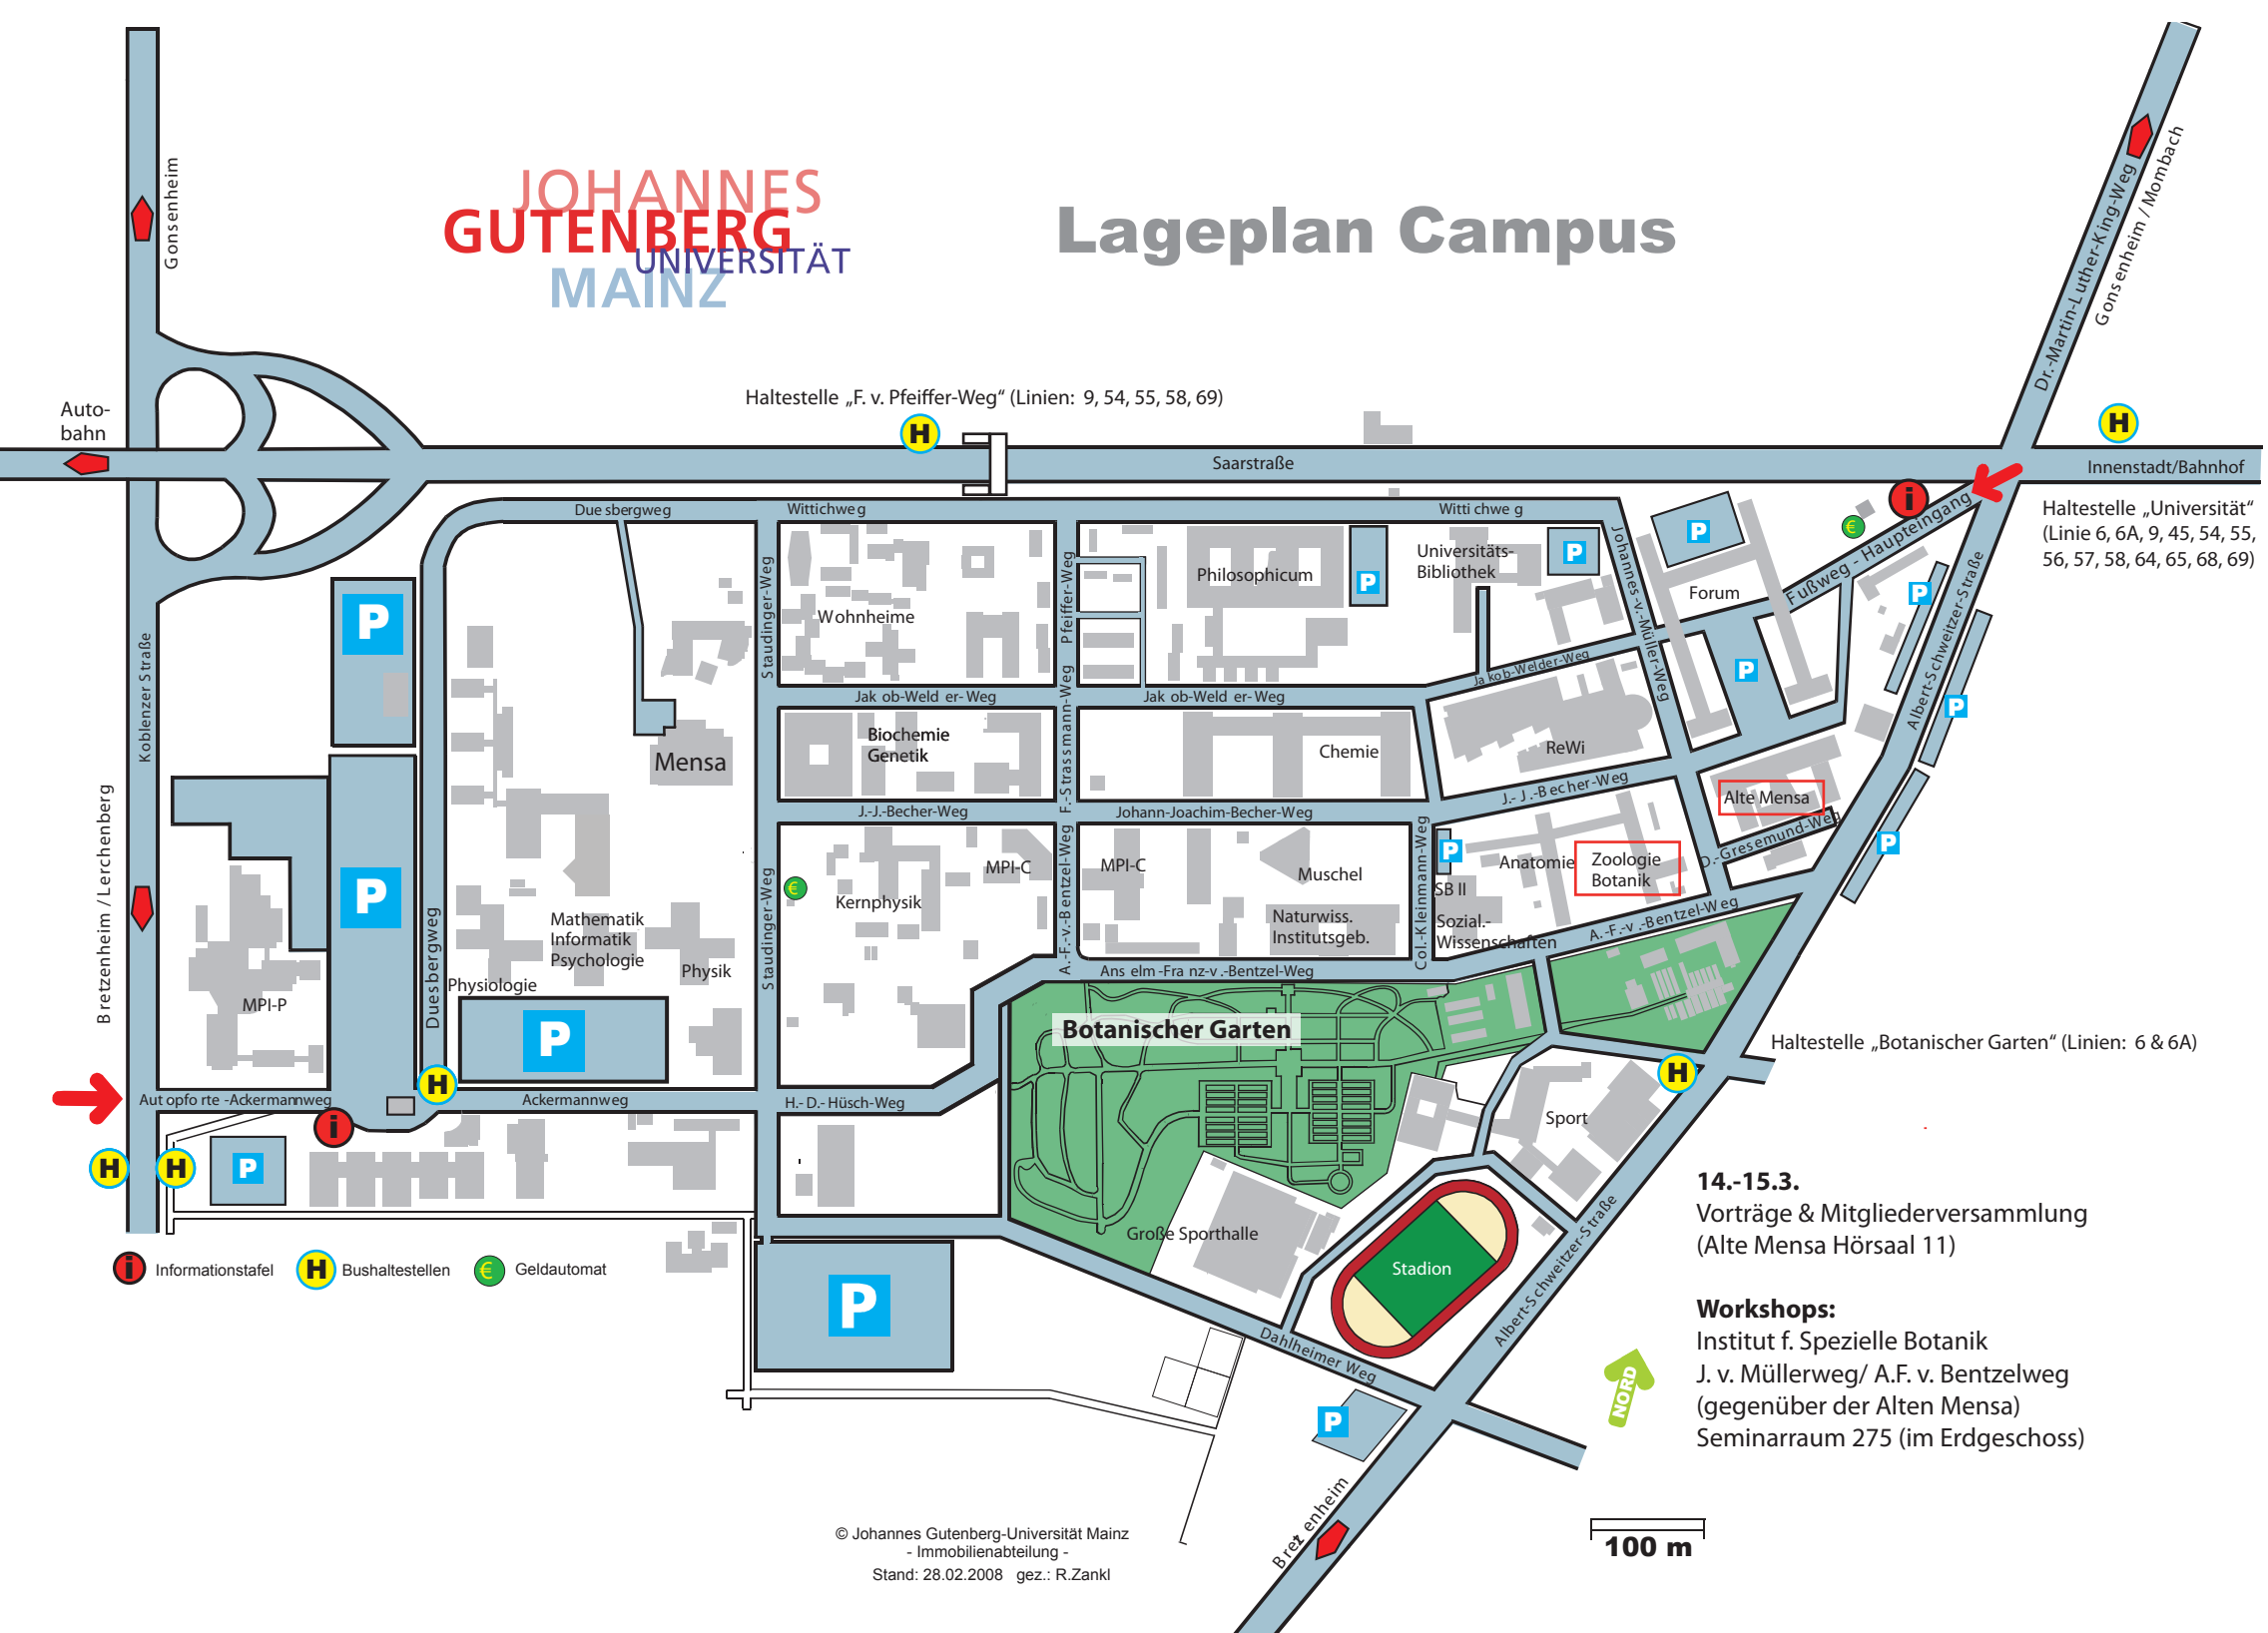 JOHANNES
GUTENBERG
UNIVERSITÄT
MAINZ
Lageplan Campus
Gonsenheim
Dr.-Martin-Luther-King-Weg
Gonsenheim / Mombach
Auto-
bahn
Haltestelle „F. v. Pfeiffer-Weg“ (Linien: 9, 54, 55, 58, 69)
H
H
Saarstraße
Innenstadt/Bahnhof
Haltestelle „Universität“
(Linie 6, 6A, 9, 45, 54, 55,
56, 57, 58, 64, 65, 68, 69)
i
€
Fußweg - Haupteingang
Duesbergweg
Wittichweg
Wittichweg
P
P
P
P
P
P
P
P
Koblenzer Straße
Staudinger-Weg
Wohnheime
Pfeiffer-Weg
Philosophicum
Universitäts-
Bibliothek
Johannes-v.-Müller-Weg
Forum
Albert-Schweitzer-Straße
Jakob-Welder-Weg
Jakob-Welder-Weg
Jakob-Welder-Weg
Mensa
Biochemie
Genetik
F.-Strassmann-Weg
Chemie
ReWi
J.-J.-Becher-Weg
Johann-Joachim-Becher-Weg
J.-J.-Becher-Weg
Alte Mensa
D.-Gresemund-Weg
Bretzenheim / Lerchenberg
P
Duesbergweg
Mathematik
Informatik
Psychologie
Physiologie
Physik
Staudinger-Weg
€
Kernphysik
MPI-C
A.-F.-v.-Bentzel-Weg
MPI-C
Muschel
Naturwiss.
Institutsgeb.
Col.-Kleinmann-Weg
P
SB II
Sozial.-
Wissenschaften
Anatomie
Zoologie
Botanik
A.-F.-v.-Bentzel-Weg
Anselm-Franz-v.-Bentzel-Weg
MPI-P
P
Botanischer Garten
Haltestelle „Botanischer Garten“ (Linien: 6 & 6A)
H
H
Autopforte -Ackermannweg
Ackermannweg
H.-D.-Hüsch-Weg
i
H
H
P
Sport
Große Sporthalle
Stadion
Albert-Schweitzer-Straße
Dahlheimer Weg
P
P
Bretzenheim
i Informationstafel
H Bushaltestellen
€ Geldautomat
14.-15.3.
Vorträge & Mitgliederversammlung
(Alte Mensa Hörsaal 11)
Workshops:
Institut f. Spezielle Botanik
J. v. Müllerweg/ A.F. v. Bentzelweg
(gegenüber der Alten Mensa)
Seminarraum 275 (im Erdgeschoss)
NORD
100 m
© Johannes Gutenberg-Universität Mainz
- Immobilienabteilung -
Stand: 28.02.2008 gez.: R.Zankl